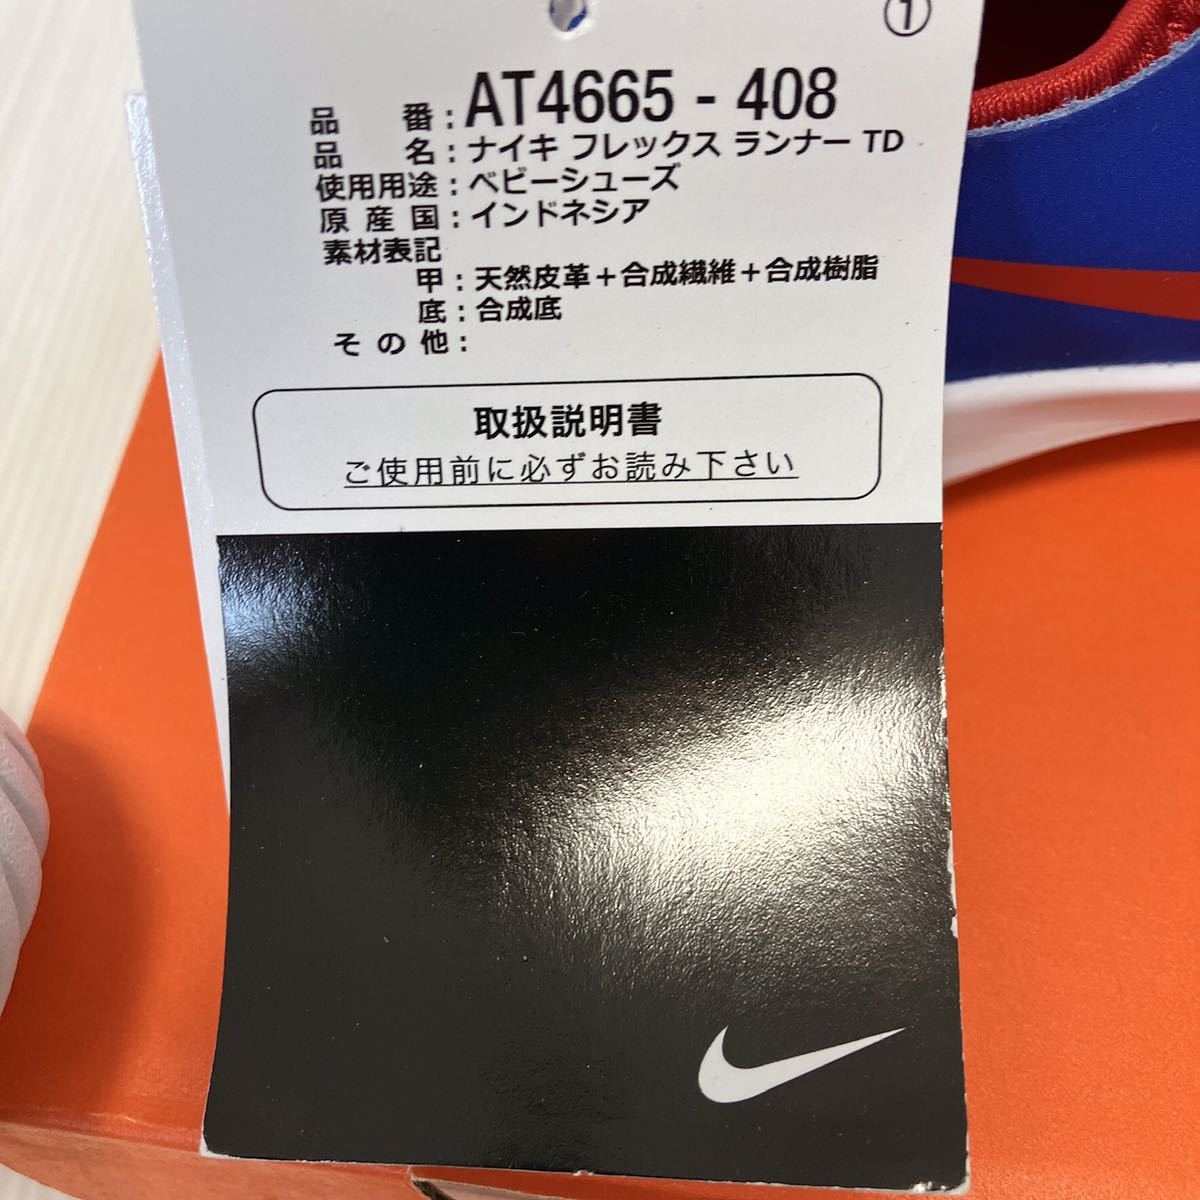 ①
品番：AT4665 - 408
品名：ナイキ フレックス ランナー TD
使用用途：ベビーシューズ
原産国：インドネシア
素材表記
甲：天然皮革＋合成繊維＋合成樹脂
底：合成底
その他：
取扱説明書
ご使用前に必ずお読み下さい